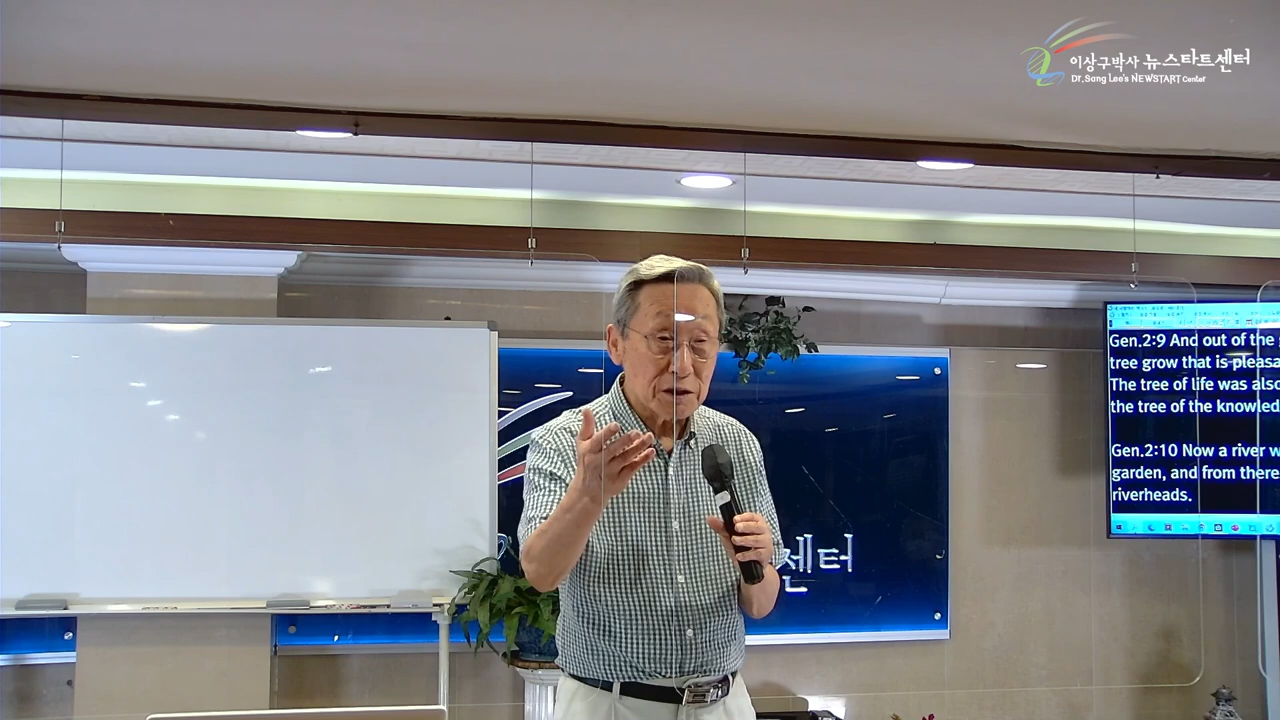 이상구박사 뉴스타트센터
Dr. Sang Lee's NEWSTART Center
Gen.2:9 And out of the
tree grow that is pleasa
The tree of life was also
the tree of the knowled
Gen.2:10 Now a river w
garden, and from there
riverheads.
센터